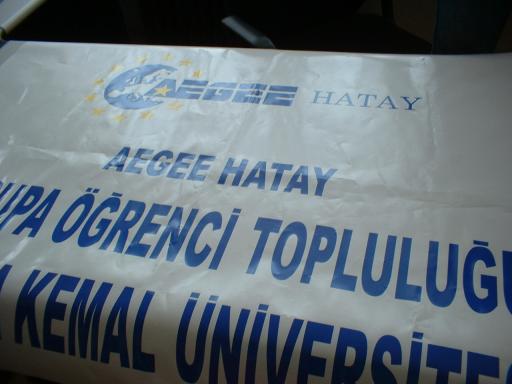 AEGEE HATAY
AEGEE HATAY
UPA ÖĞRENCİ TOPLULUĞU
KEMAL ÜNİVERSİTE